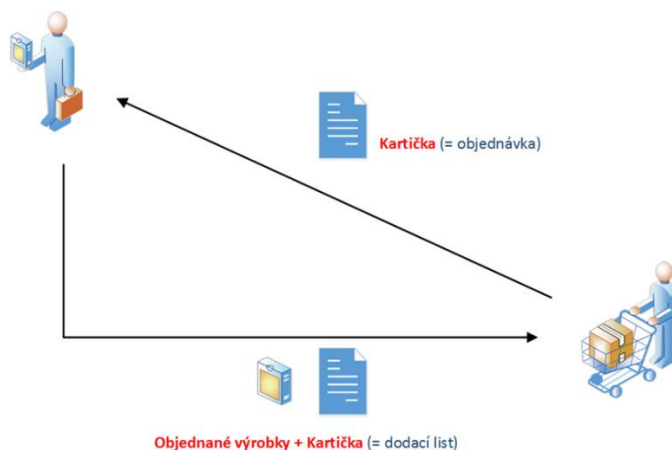 Kartička (= objednávka)
Objednané výrobky + Kartička (= dodací list)